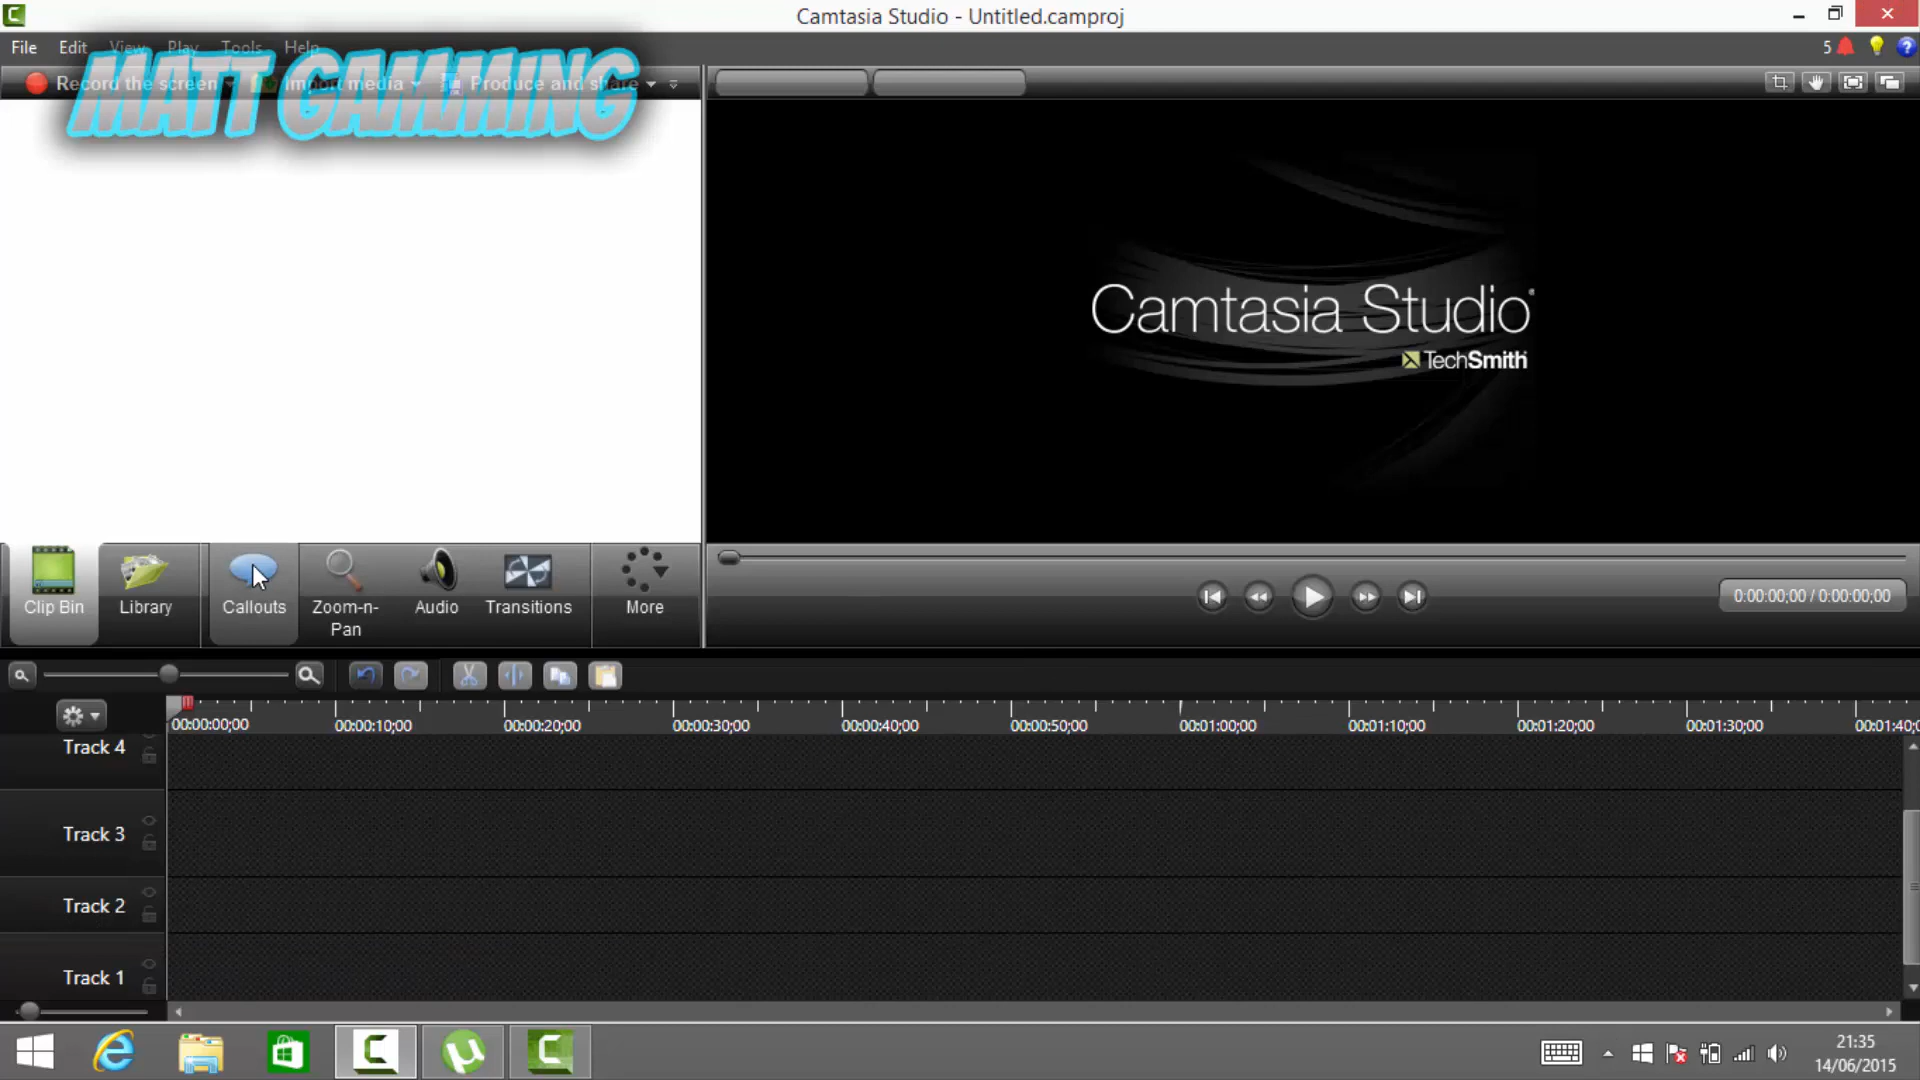 Camtasia Studio - Untitled.camproj
File Edit View Play Tools Help
5
MATT GAMMING
Record the screen Import media Produce and share
Camtasia Studio
TechSmith
Clip Bin Library Callouts Zoom-n-Pan Audio Transitions More
0:00:00;00 / 0:00:00;00
00:00:00;00 00:00:10;00 00:00:20;00 00:00:30;00 00:00:40;00 00:00:50;00 00:01:00;00 00:01:10;00 00:01:20;00 00:01:30;00 00:01:40;0
Track 4
Track 3
Track 2
Track 1
21:35
14/06/2015